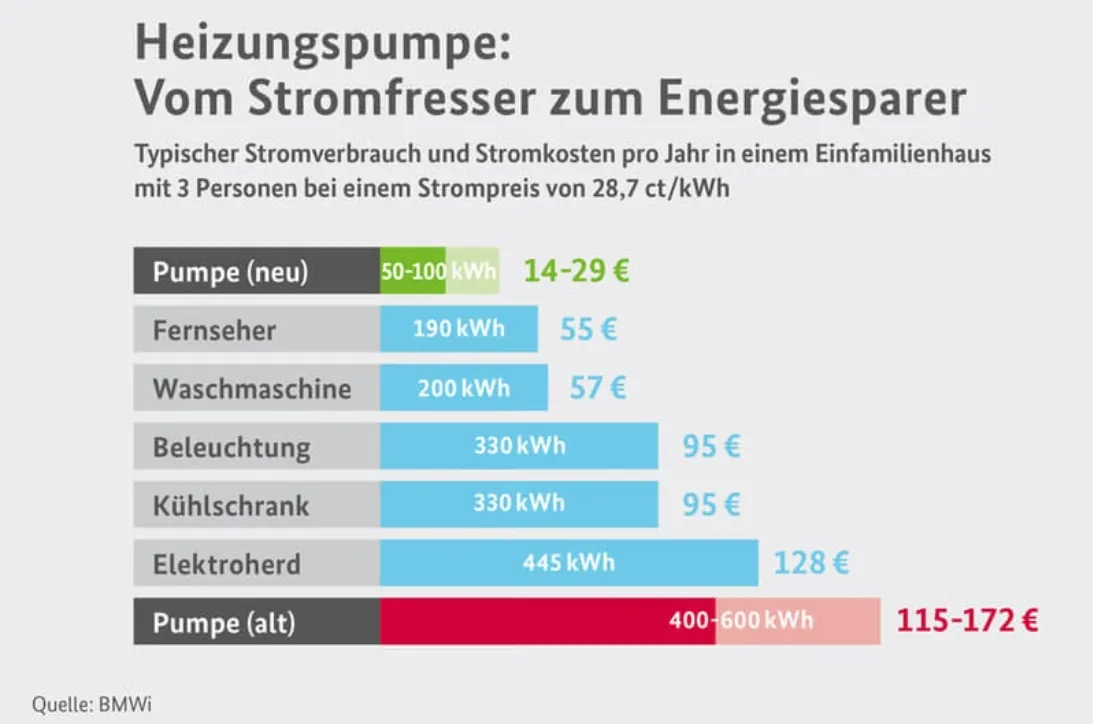 Heizungspumpe:
Vom Stromfresser zum Energiesparer
Typischer Stromverbrauch und Stromkosten pro Jahr in einem Einfamilienhaus
mit 3 Personen bei einem Strompreis von 28,7 ct/kWh
Pumpe (neu) 50-100 kWh 14-29 €
Fernseher 190 kWh 55 €
Waschmaschine 200 kWh 57 €
Beleuchtung 330 kWh 95 €
Kühlschrank 330 kWh 95 €
Elektroherd 445 kWh 128 €
Pumpe (alt) 400-600 kWh 115-172 €
Quelle: BMWi